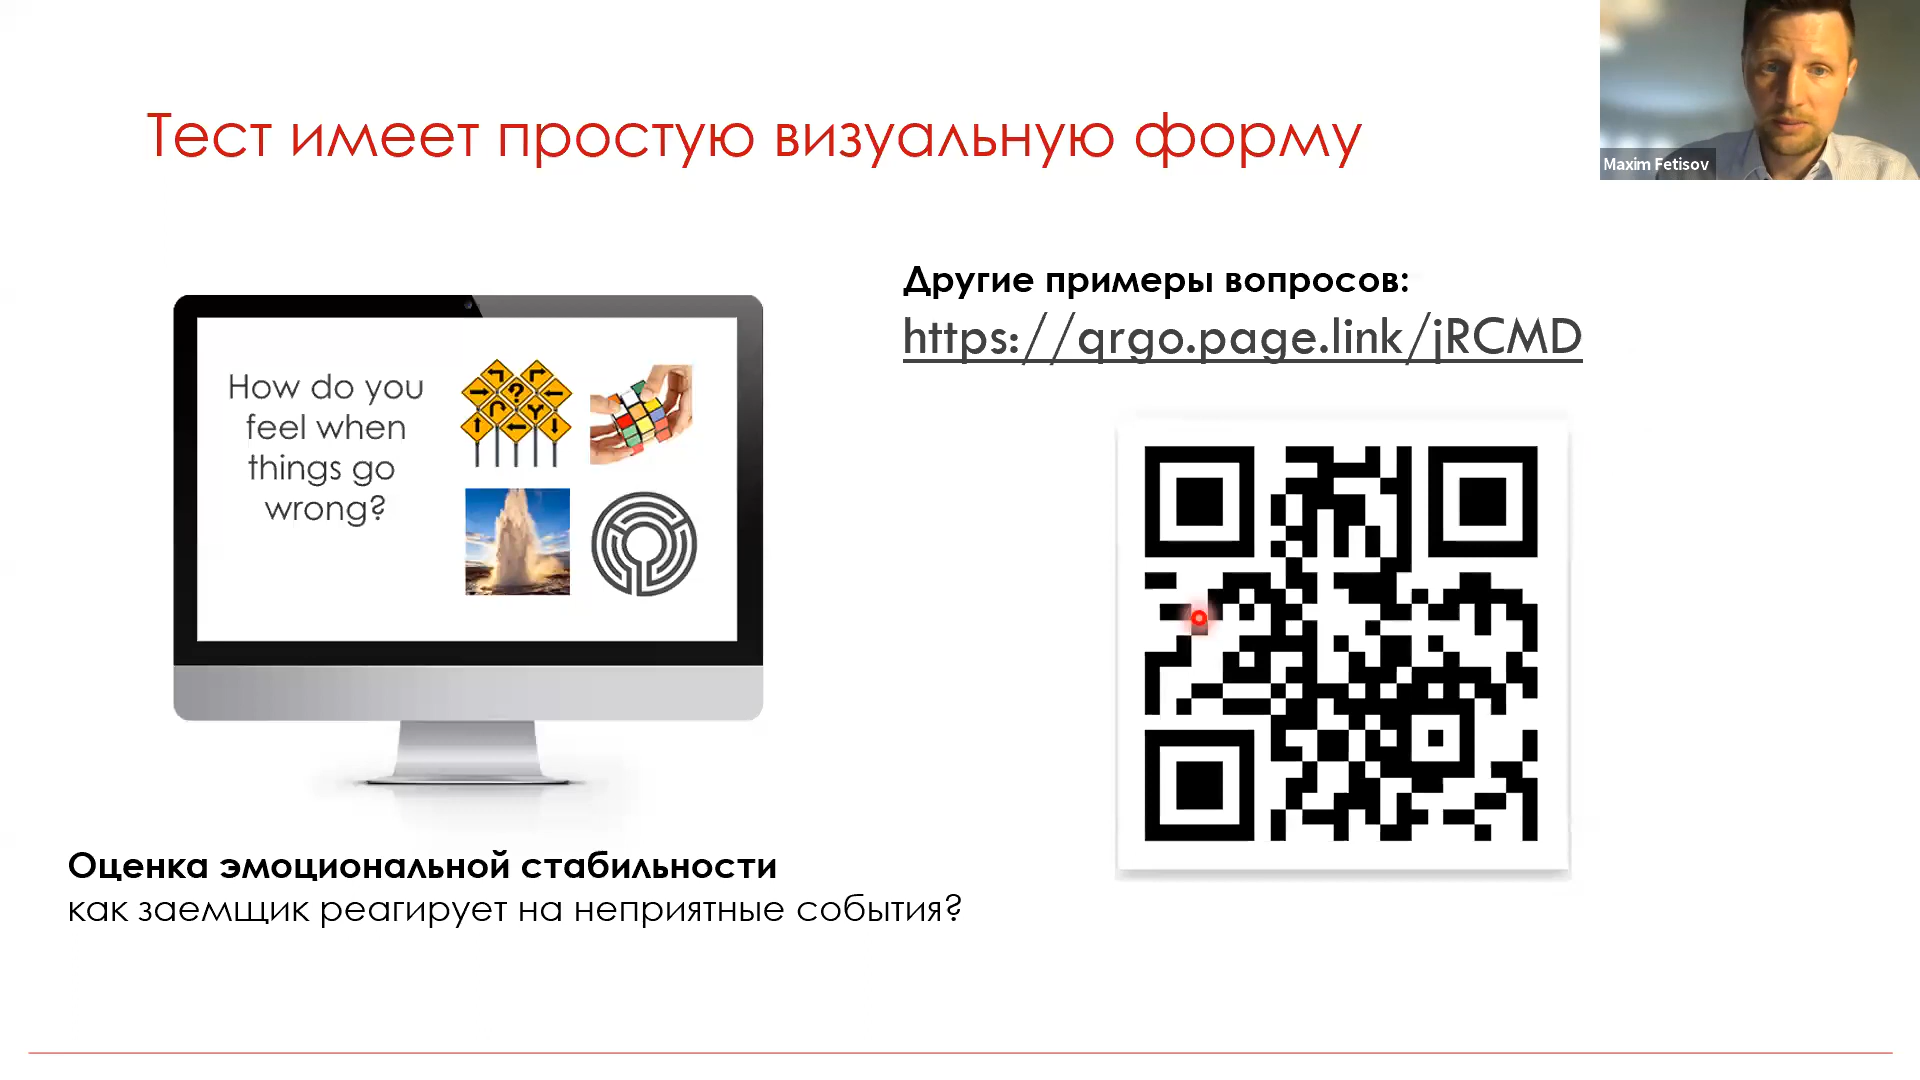 Тест имеет простую визуальную форму
Maxim Fetisov
How do you
feel when
things go
wrong?
?
Другие примеры вопросов:
https://qrgo.page.link/jRCMD
Оценка эмоциональной стабильности
как заемщик реагирует на неприятные события?